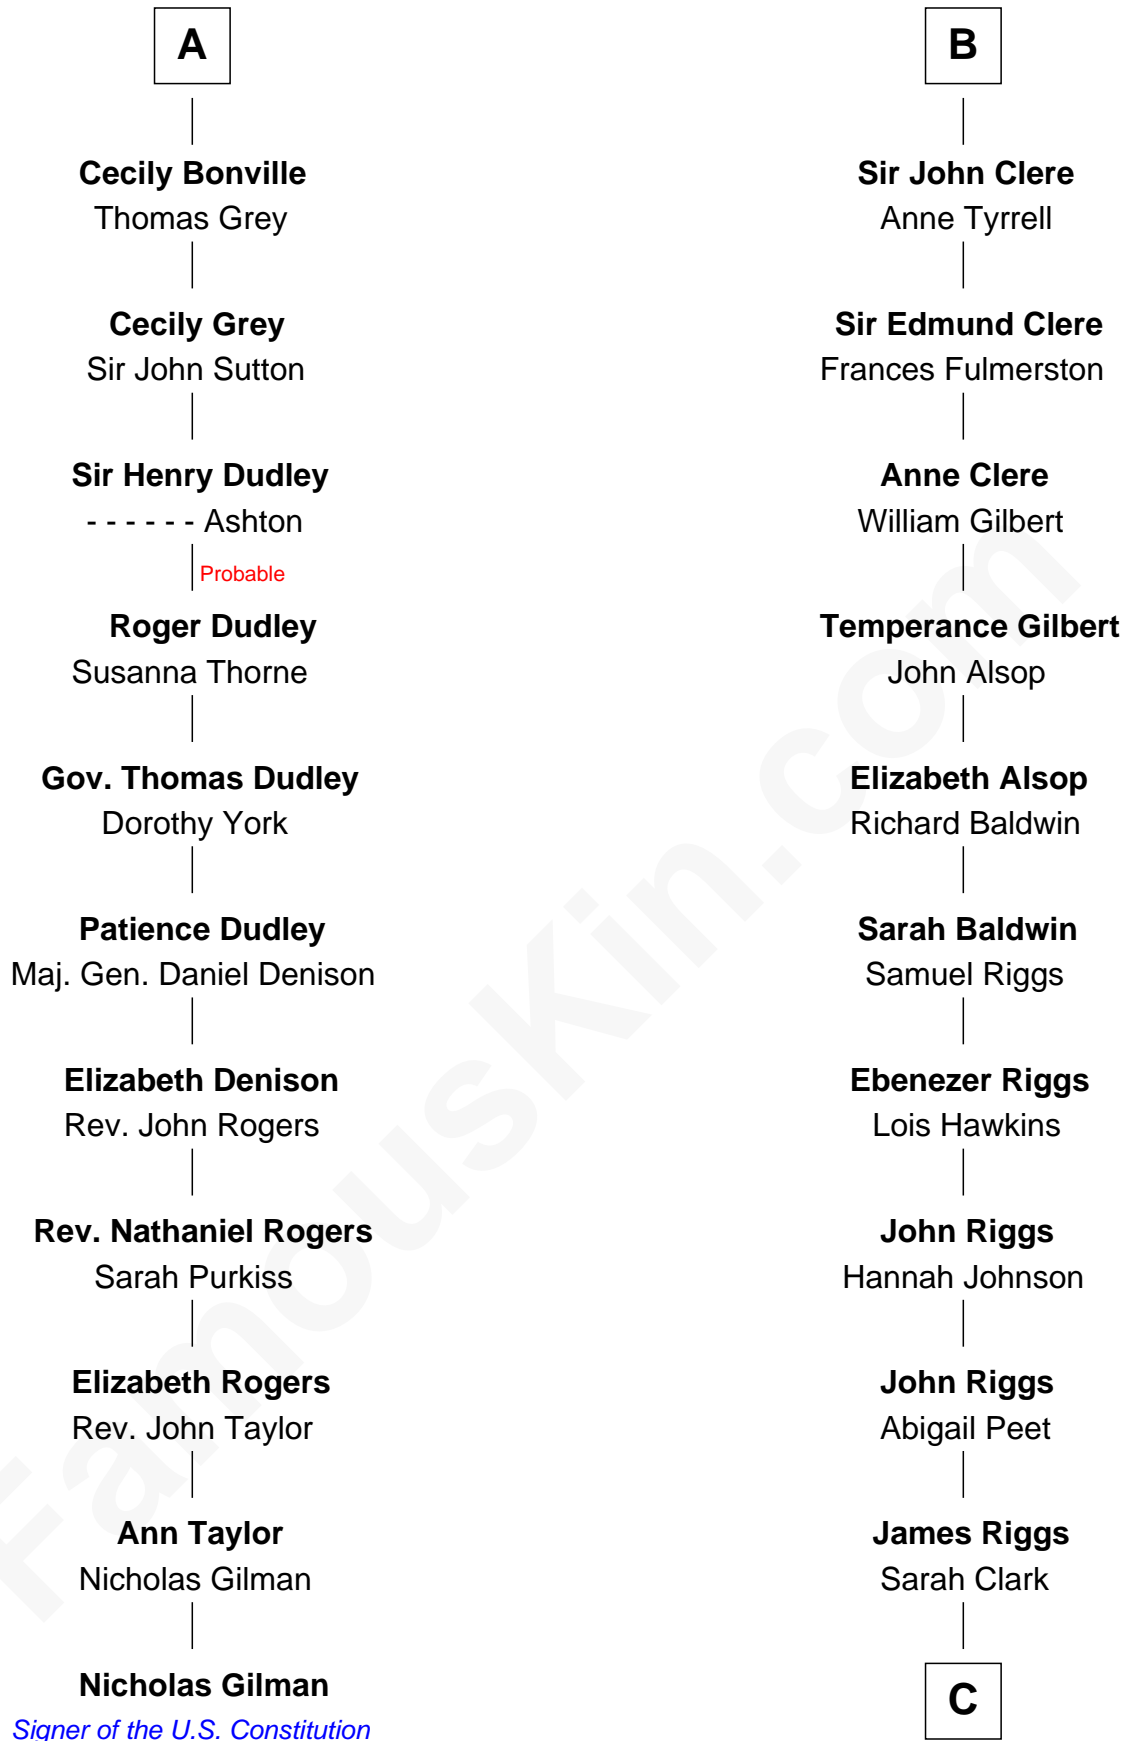 A
Cecily Bonville
Thomas Grey
Cecily Grey
Sir John Sutton
Sir Henry Dudley
- - - - - - Ashton
Probable
Roger Dudley
Susanna Thorne
Gov. Thomas Dudley
Dorothy York
Patience Dudley
Maj. Gen. Daniel Denison
Elizabeth Denison
Rev. John Rogers
Rev. Nathaniel Rogers
Sarah Purkiss
Elizabeth Rogers
Rev. John Taylor
Ann Taylor
Nicholas Gilman
Nicholas Gilman
Signer of the U.S. Constitution
B
Sir John Clere
Anne Tyrrell
Sir Edmund Clere
Frances Fulmerston
Anne Clere
William Gilbert
Temperance Gilbert
John Alsop
Elizabeth Alsop
Richard Baldwin
Sarah Baldwin
Samuel Riggs
Ebenezer Riggs
Lois Hawkins
John Riggs
Hannah Johnson
John Riggs
Abigail Peet
James Riggs
Sarah Clark
C
FamousKin.com